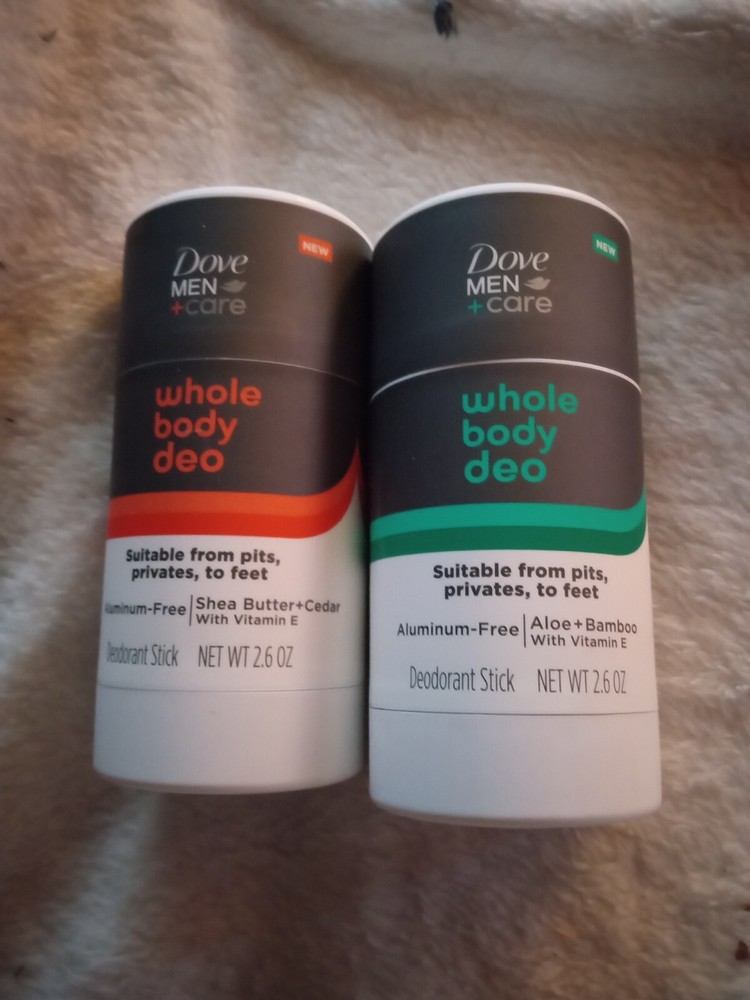 Dove
NEW
MEN
+care
whole
body
deo
Suitable from pits,
privates, to feet
Aluminum-Free
Shea Butter+Cedar
With Vitamin E
Deodorant Stick NET WT 2.6 OZ
Dove
NEW
MEN
+care
whole
body
deo
Suitable from pits,
privates, to feet
Aluminum-Free
Aloe+Bamboo
With Vitamin E
Deodorant Stick NET WT 2.6 OZ